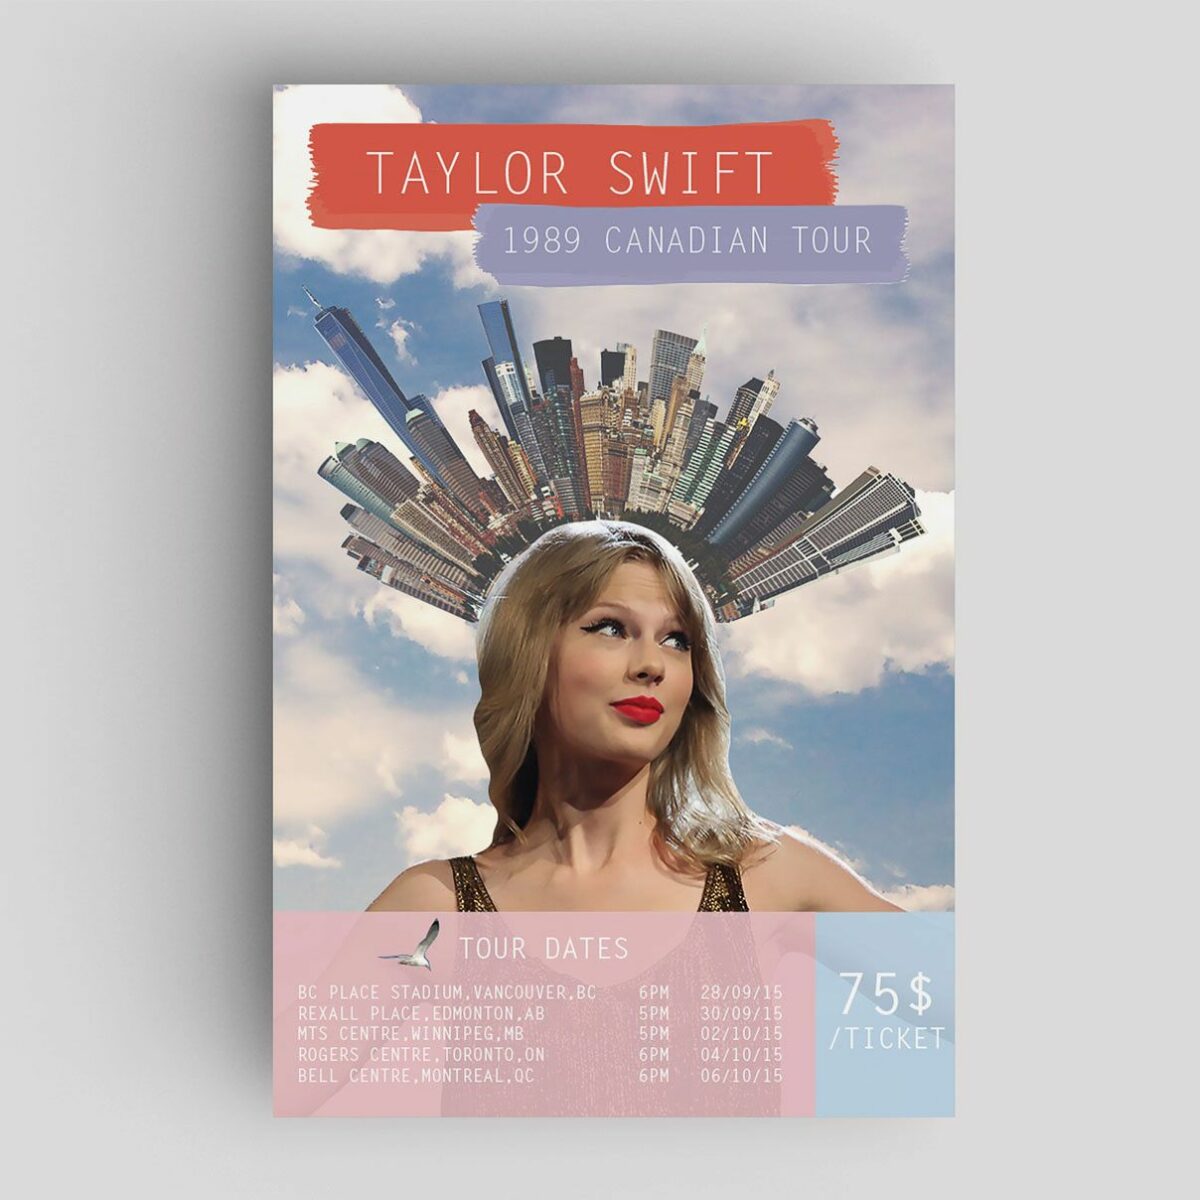 TAYLOR SWIFT
1989 CANADIAN TOUR
TOUR DATES
BC PLACE STADIUM,VANCOUVER,BC 6PM 28/09/15
REXALL PLACE,EDMONTON,AB 5PM 30/09/15
MTS CENTRE,WINNIPEG,MB 5PM 02/10/15
ROGERS CENTRE,TORONTO,ON 6PM 04/10/15
BELL CENTRE,MONTREAL,QC 6PM 06/10/15
75$
/TICKET